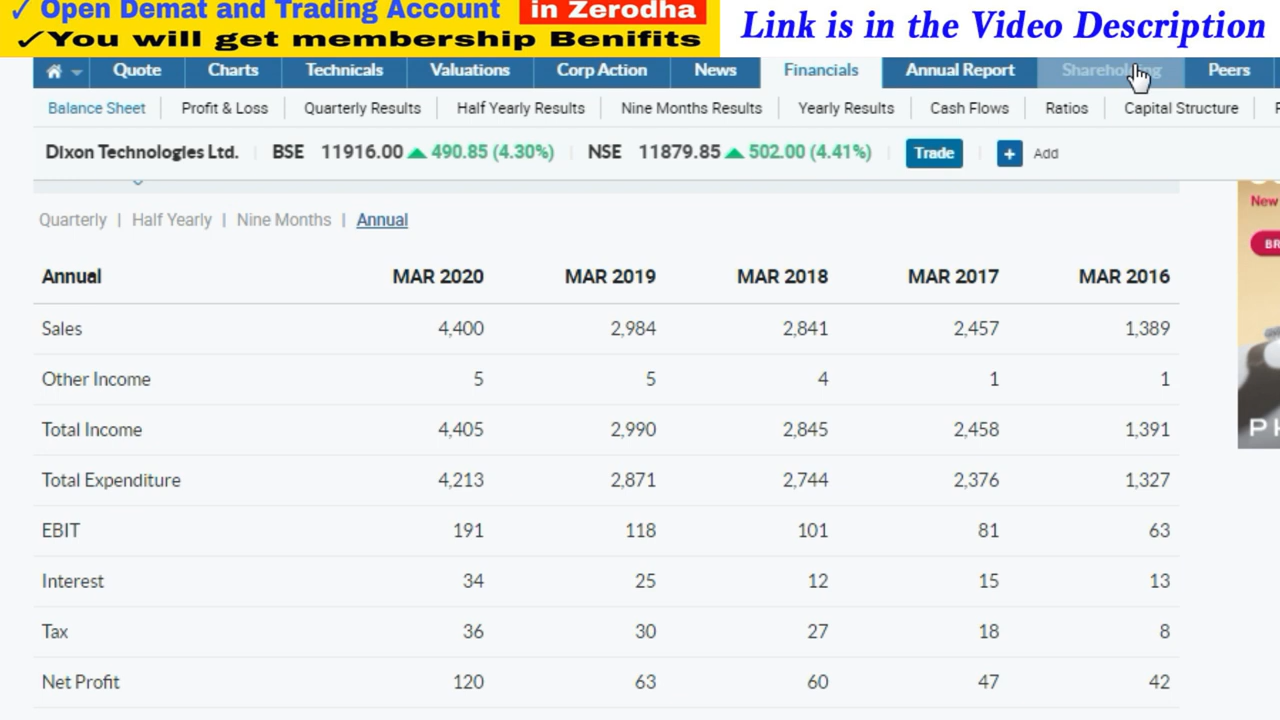 ✓ Open Demat and Trading Account in Zerodha
✓You will get membership Benifits
Link is in the Video Description
Quote Charts Technicals Valuations Corp Action News Financials Annual Report Shareholding Peers
Balance Sheet | Profit & Loss | Quarterly Results | Half Yearly Results | Nine Months Results | Yearly Results | Cash Flows | Ratios | Capital Structure |
Dixon Technologies Ltd. | BSE 11916.00 ▲ 490.85 (4.30%) | NSE 11879.85 ▲ 502.00 (4.41%) | Trade | + Add
New
Quarterly | Half Yearly | Nine Months | Annual
Annual MAR 2020 MAR 2019 MAR 2018 MAR 2017 MAR 2016
Sales 4,400 2,984 2,841 2,457 1,389
Other Income 5 5 4 1 1
Total Income 4,405 2,990 2,845 2,458 1,391
Total Expenditure 4,213 2,871 2,744 2,376 1,327
EBIT 191 118 101 81 63
Interest 34 25 12 15 13
Tax 36 30 27 18 8
Net Profit 120 63 60 47 42